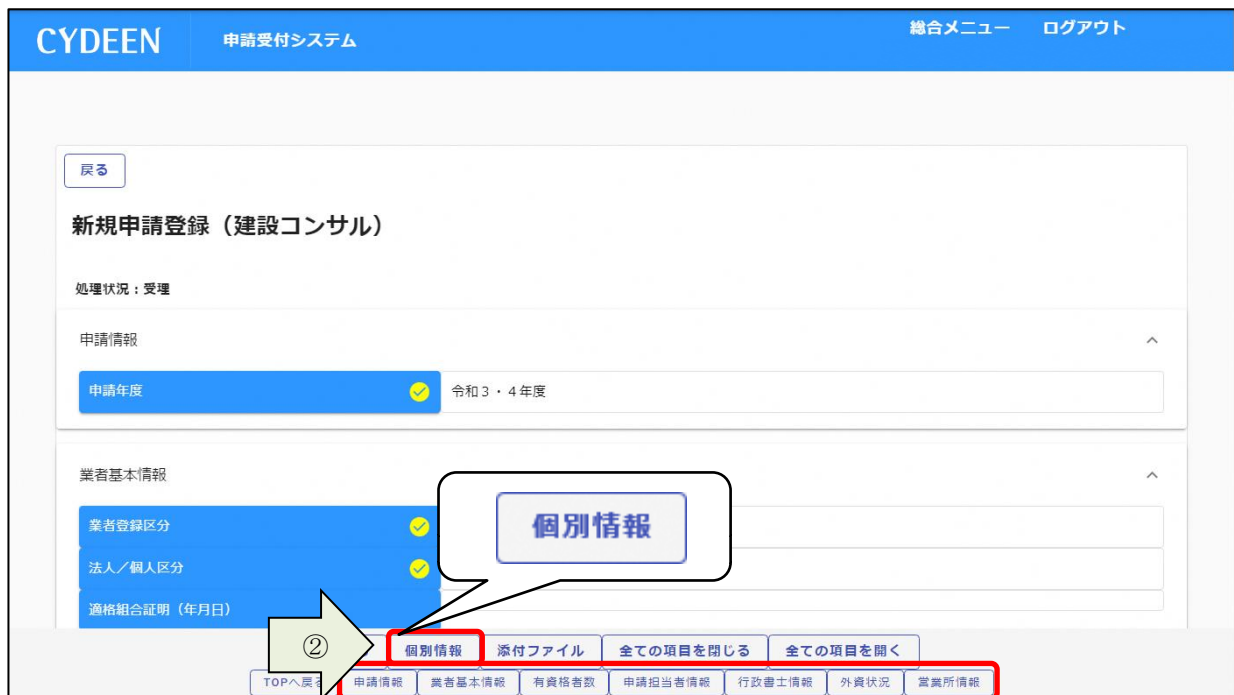 CYDEEN 申請受付システム 総合メニュー ログアウト
戻る
新規申請登録（建設コンサル）
処理状況：受理
申請情報
申請年度 令和３・４年度
業者基本情報
業者登録区分
個別情報
法人／個人区分
適格組合証明（年月日）
② 個別情報 添付ファイル 全ての項目を閉じる 全ての項目を開く
TOPへ戻る 申請情報 業者基本情報 有資格者数 申請担当者情報 行政書士情報 外資状況 営業所情報